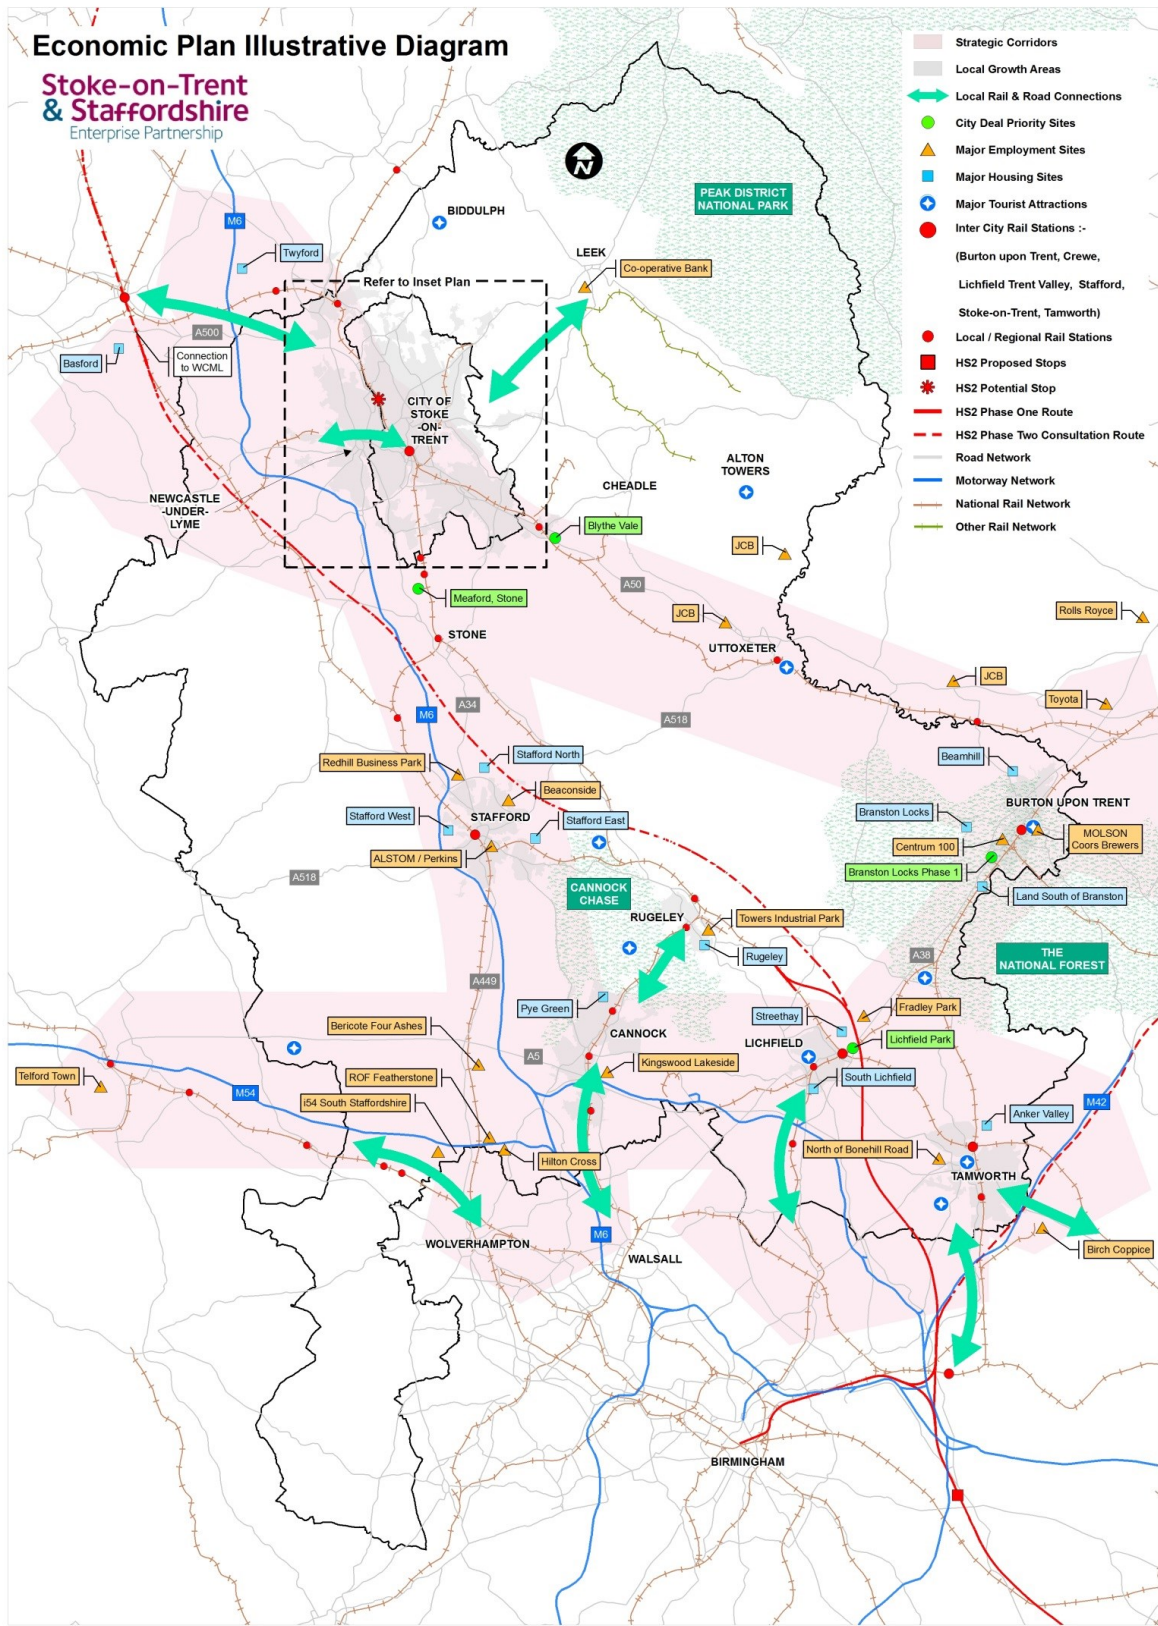 Economic Plan Illustrative Diagram
Stoke-on-Trent
& Staffordshire
Enterprise Partnership
Strategic Corridors
Local Growth Areas
Local Rail & Road Connections
City Deal Priority Sites
Major Employment Sites
Major Housing Sites
Major Tourist Attractions
Inter City Rail Stations :-
(Burton upon Trent, Crewe,
Lichfield Trent Valley, Stafford,
Stoke-on-Trent, Tamworth)
Local / Regional Rail Stations
HS2 Proposed Stops
HS2 Potential Stop
HS2 Phase One Route
HS2 Phase Two Consultation Route
Road Network
Motorway Network
National Rail Network
Other Rail Network
N
PEAK DISTRICT
NATIONAL PARK
BIDDULPH
M6
Twyford
LEEK
Co-operative Bank
Refer to Inset Plan
A500
Basford
Connection
to WCML
CITY OF
STOKE
-ON-
TRENT
ALTON
TOWERS
CHEADLE
NEWCASTLE
-UNDER-
LYME
Blythe Vale
JCB
A50
Meaford, Stone
Rolls Royce
JCB
STONE
UTTOXETER
JCB
Toyota
A34
M6
A518
Stafford North
Redhill Business Park
Beamhill
Beaconside
BURTON UPON TRENT
Stafford West
STAFFORD
Stafford East
Branston Locks
MOLSON
Coors Brewers
Centrum 100
ALSTOM / Perkins
Branston Locks Phase 1
A518
CANNOCK
CHASE
Land South of Branston
RUGELEY
Towers Industrial Park
Rugeley
A38
THE
NATIONAL FOREST
A449
Pye Green
Fradley Park
Streethay
Bericote Four Ashes
CANNOCK
LICHFIELD
Lichfield Park
A5
Kingswood Lakeside
Telford Town
ROF Featherstone
South Lichfield
M54
i54 South Staffordshire
M42
Anker Valley
North of Bonehill Road
Hilton Cross
TAMWORTH
M6
WOLVERHAMPTON
Birch Coppice
WALSALL
BIRMINGHAM